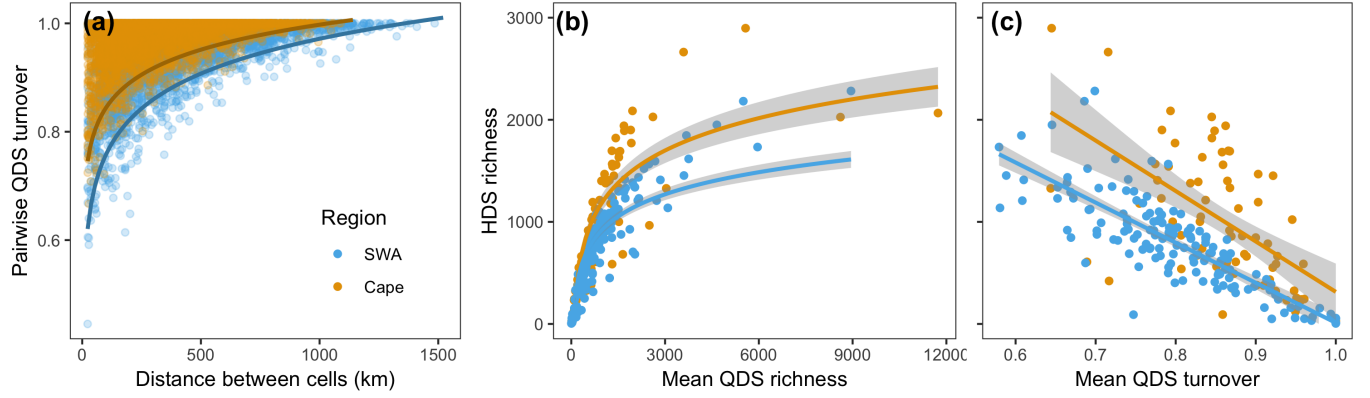 (a)
Pairwise QDS turnover
1.0
0.8
0.6
Region
SWA
Cape
0
500
1000
1500
Distance between cells (km)
(b)
HDS richness
3000
2000
1000
0
0
3000
6000
9000
12000
Mean QDS richness
(c)
0.6
0.7
0.8
0.9
1.0
Mean QDS turnover